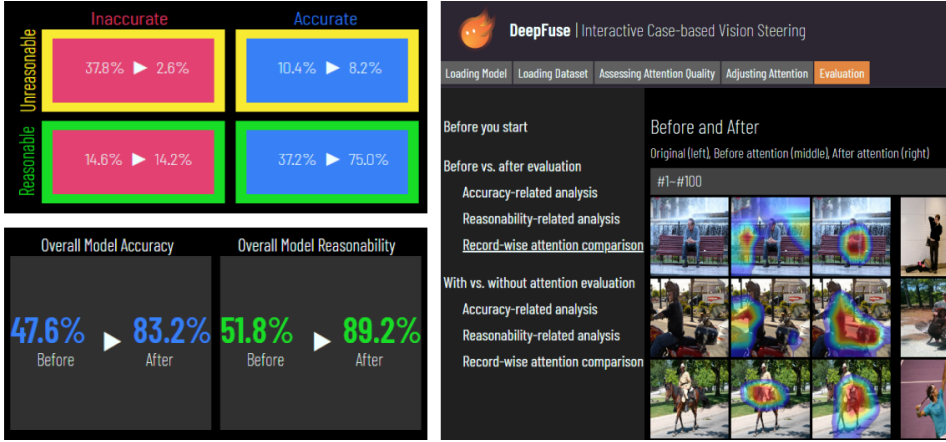 Inaccurate
Accurate
Unreasonable
37.8% ▶ 2.6%
10.4% ▶ 8.2%
Reasonable
14.6% ▶ 14.2%
37.2% ▶ 75.0%
Overall Model Accuracy
47.6% ▶ 83.2%
Before
After
Overall Model Reasonability
51.8% ▶ 89.2%
Before
After
DeepFuse | Interactive Case-based Vision Steering
Loading Model
Loading Dataset
Assessing Attention Quality
Adjusting Attention
Evaluation
Before you start
Before vs. after evaluation
Accuracy-related analysis
Reasonability-related analysis
Record-wise attention comparison
With vs. without attention evaluation
Accuracy-related analysis
Reasonability-related analysis
Record-wise attention comparison
Before and After
Original (left), Before attention (middle), After attention (right)
#1~#100